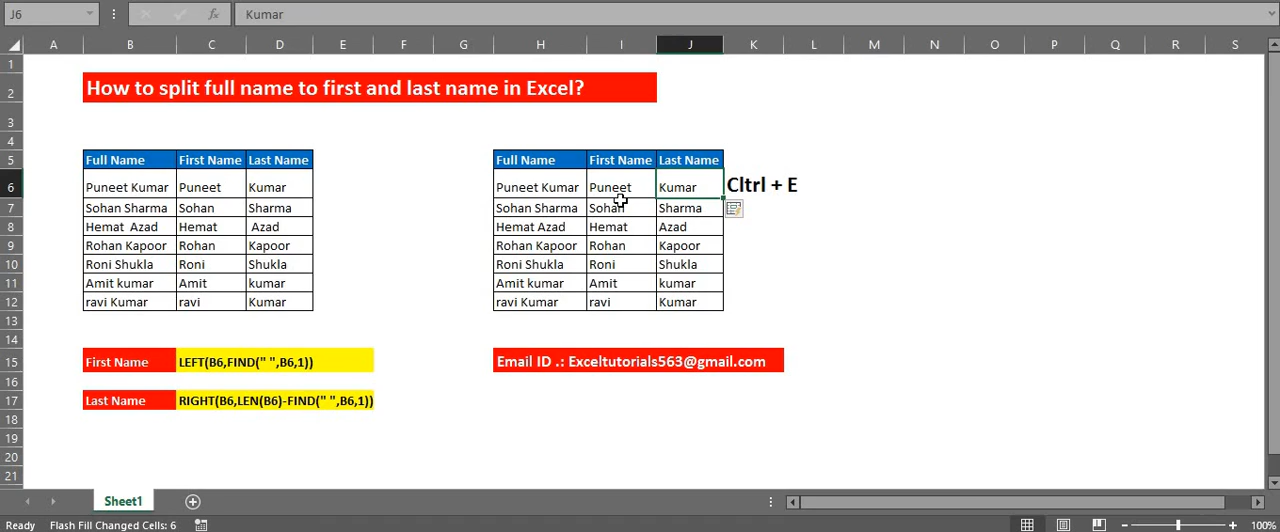 J6 fx Kumar
A B C D E F G H I J K L M N O P Q R S
1
2 How to split full name to first and last name in Excel?
3
4
5 Full Name First Name Last Name Full Name First Name Last Name
6 Puneet Kumar Puneet Kumar Puneet Kumar Puneet Kumar Cltrl + E
7 Sohan Sharma Sohan Sharma Sohan Sharma Sohan Sharma
8 Hemat  Azad Hemat  Azad Hemat Azad Hemat Azad
9 Rohan Kapoor Rohan Kapoor Rohan Kapoor Rohan Kapoor
10 Roni Shukla Roni Shukla Roni Shukla Roni Shukla
11 Amit kumar Amit kumar Amit kumar Amit kumar
12 ravi Kumar ravi Kumar ravi Kumar ravi Kumar
13
14
15 First Name LEFT(B6,FIND(" ",B6,1)) Email ID .: Exceltutorials563@gmail.com
16
17 Last Name RIGHT(B6,LEN(B6)-FIND(" ",B6,1))
18
19
20
21
Sheet1
Ready Flash Fill Changed Cells: 6 100%